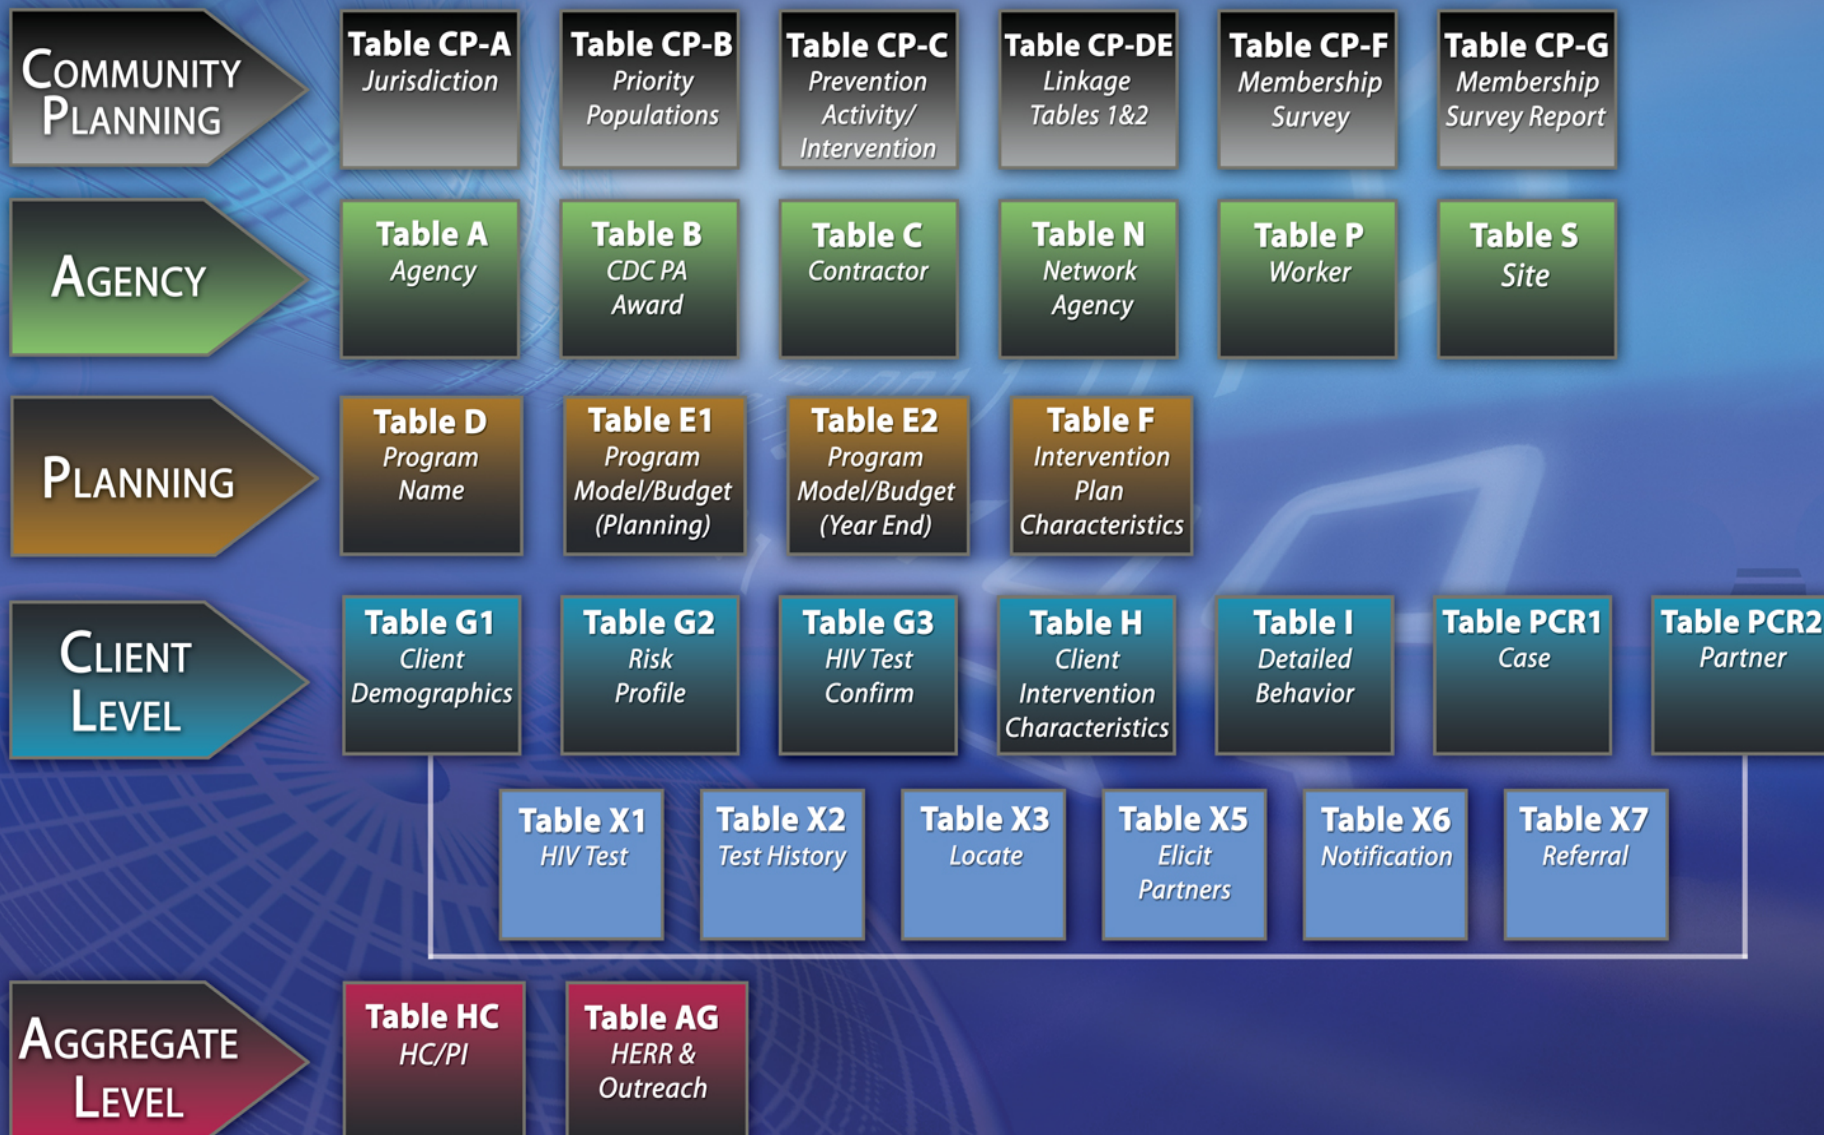 COMMUNITY
PLANNING
Table CP-A
Jurisdiction
Table CP-B
Priority
Populations
Table CP-C
Prevention
Activity/
Intervention
Table CP-DE
Linkage
Tables 1&2
Table CP-F
Membership
Survey
Table CP-G
Membership
Survey Report
AGENCY
Table A
Agency
Table B
CDC PA
Award
Table C
Contractor
Table N
Network
Agency
Table P
Worker
Table S
Site
PLANNING
Table D
Program
Name
Table E1
Program
Model/Budget
(Planning)
Table E2
Program
Model/Budget
(Year End)
Table F
Intervention
Plan
Characteristics
CLIENT
LEVEL
Table G1
Client
Demographics
Table G2
Risk
Profile
Table G3
HIV Test
Confirm
Table H
Client
Intervention
Characteristics
Table I
Detailed
Behavior
Table PCR1
Case
Table PCR2
Partner
Table X1
HIV Test
Table X2
Test History
Table X3
Locate
Table X5
Elicit
Partners
Table X6
Notification
Table X7
Referral
AGGREGATE
LEVEL
Table HC
HC/PI
Table AG
HERR &
Outreach